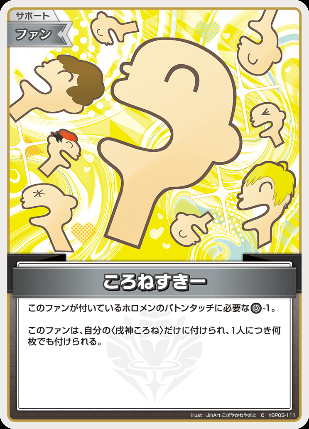 サポート
ファン
ころねすきー
このファンが付いているホロメンのバトンタッチに必要な-1。
このファンは、自分の〈戌神ころね〉だけに付けられ、1人につき何
枚でも付けられる。
Illust
C hBP03-111